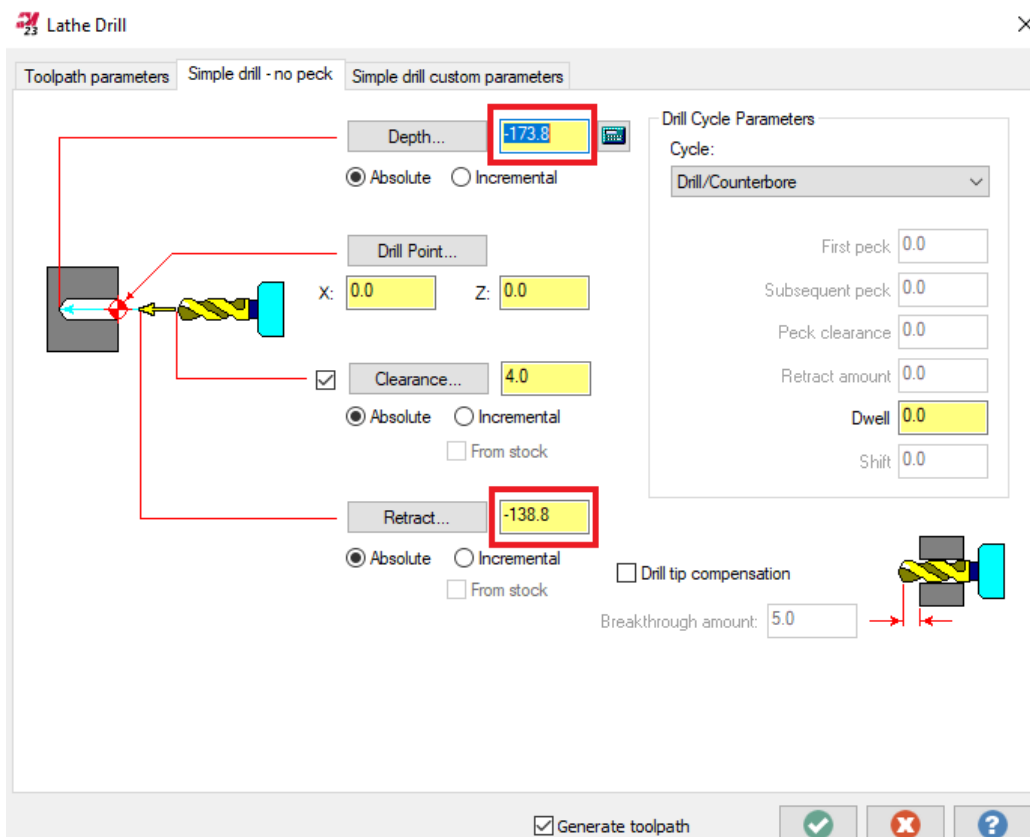 23 Lathe Drill
Toolpath parameters Simple drill - no peck Simple drill custom parameters
Depth... -173.8
Absolute Incremental
Drill Point...
X: 0.0 Z: 0.0
Clearance... 4.0
Absolute Incremental
From stock
Retract... -138.8
Absolute Incremental
From stock
Drill Cycle Parameters
Cycle:
Drill/Counterbore
First peck 0.0
Subsequent peck 0.0
Peck clearance 0.0
Retract amount 0.0
Dwell 0.0
Shift 0.0
Drill tip compensation
Breakthrough amount: 5.0
Generate toolpath
?